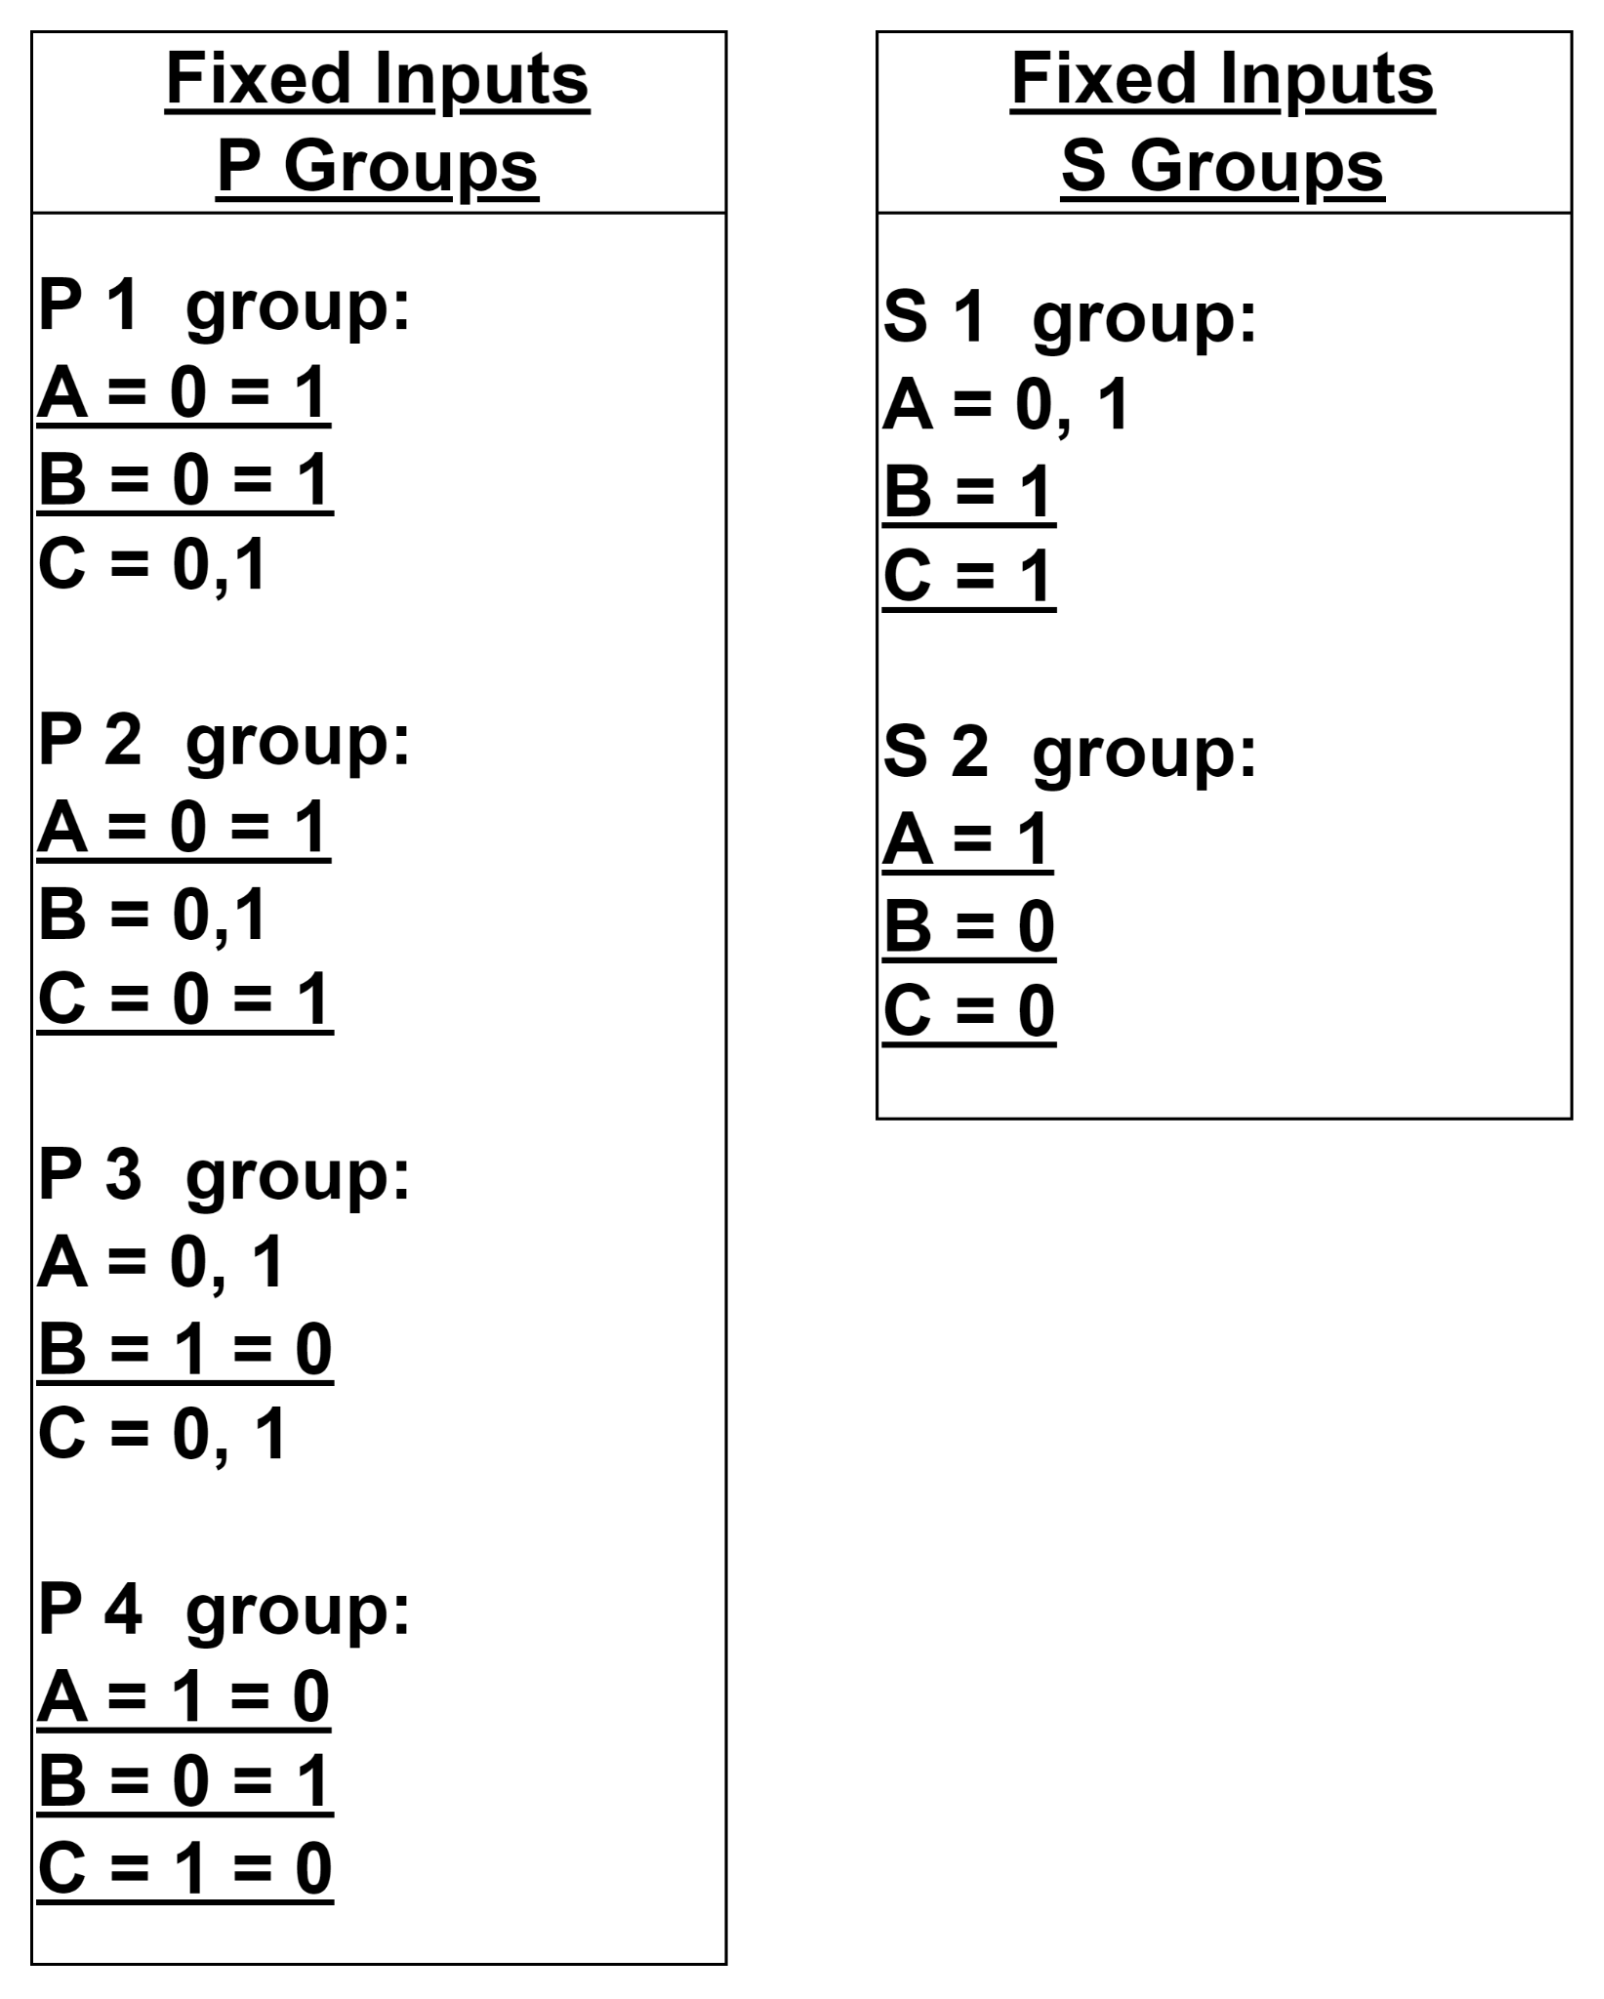 Fixed Inputs
P Groups
P 1 group:
A = 0 = 1
B = 0 = 1
C = 0,1
P 2 group:
A = 0 = 1
B = 0,1
C = 0 = 1
P 3 group:
A = 0, 1
B = 1 = 0
C = 0, 1
P 4 group:
A = 1 = 0
B = 0 = 1
C = 1 = 0
Fixed Inputs
S Groups
S 1 group:
A = 0, 1
B = 1
C = 1
S 2 group:
A = 1
B = 0
C = 0